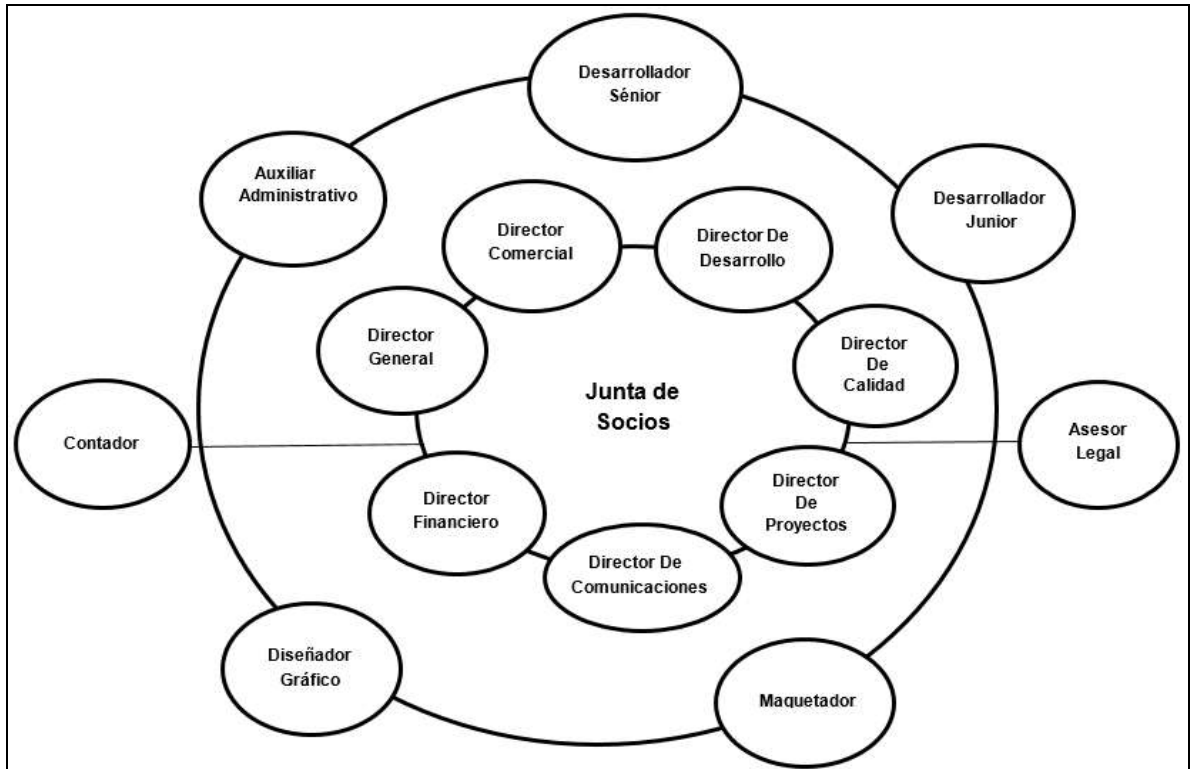 Desarrollador
Sénior
Auxiliar
Administrativo
Desarrollador
Junior
Director
Comercial
Director De
Desarrollo
Director
General
Director
De
Calidad
Junta de
Socios
Contador
Asesor
Legal
Director
Financiero
Director
De
Proyectos
Director De
Comunicaciones
Diseñador
Gráfico
Maquetador